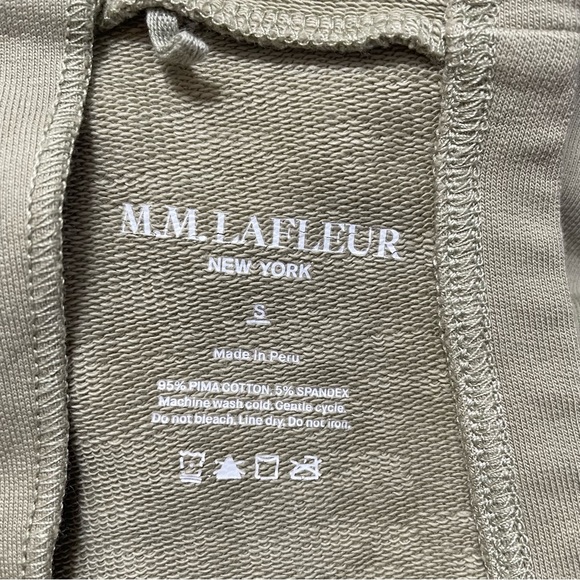 M.M.LAFLEUR
NEW YORK
S
Made in Peru
95% PIMA COTTON, 5% SPANDEX
Machine wash cold. Gentle cycle.
Do not bleach. Line dry. Do not iron.